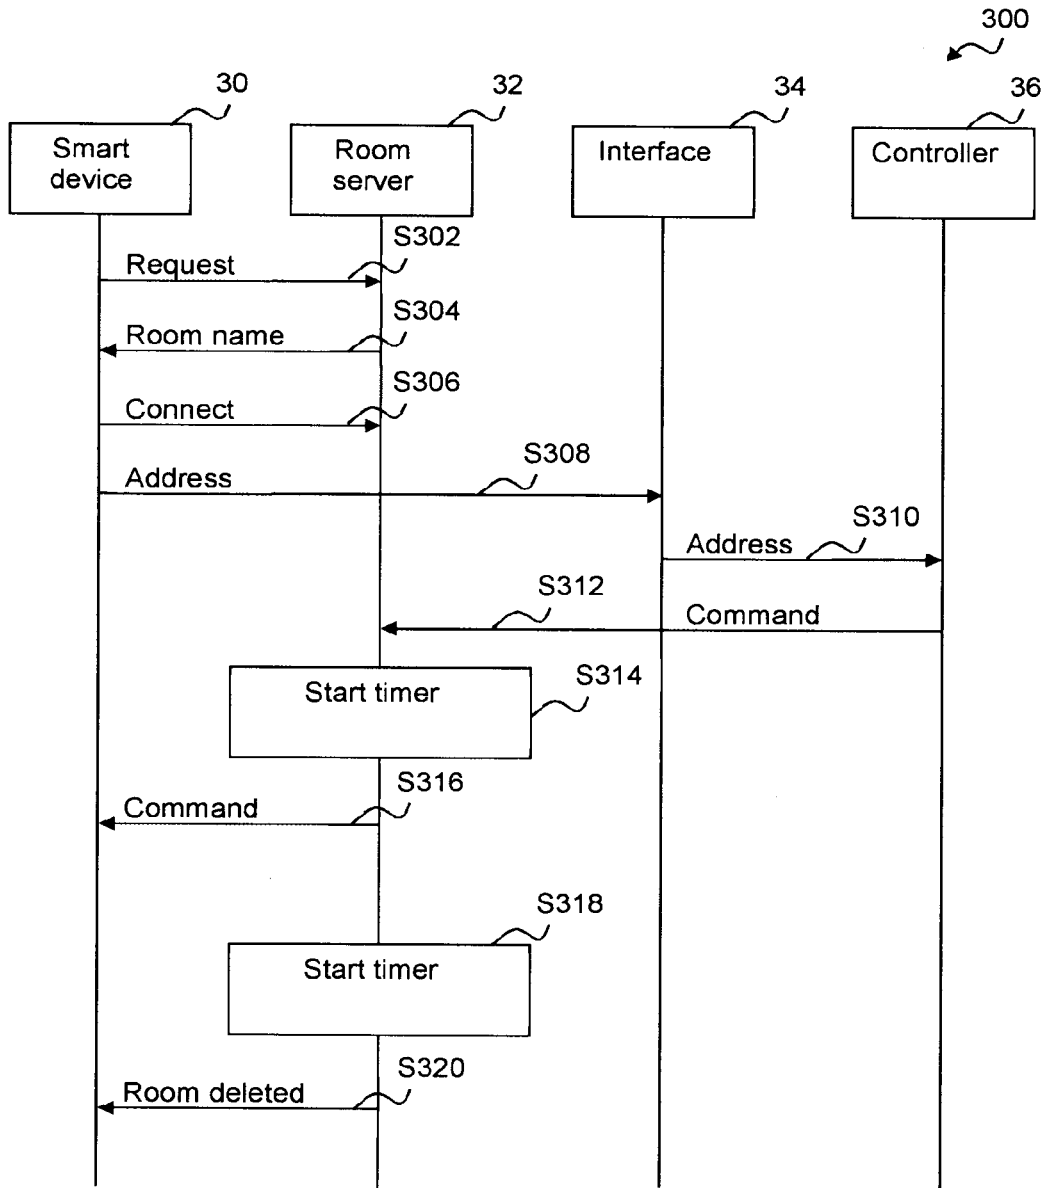 300
30
32
34
36
Smart
device
Room
server
Interface
Controller
S302
Request
S304
Room name
S306
Connect
S308
Address
S310
Address
S312
Command
Start timer
S314
S316
Command
S318
Start timer
S320
Room deleted